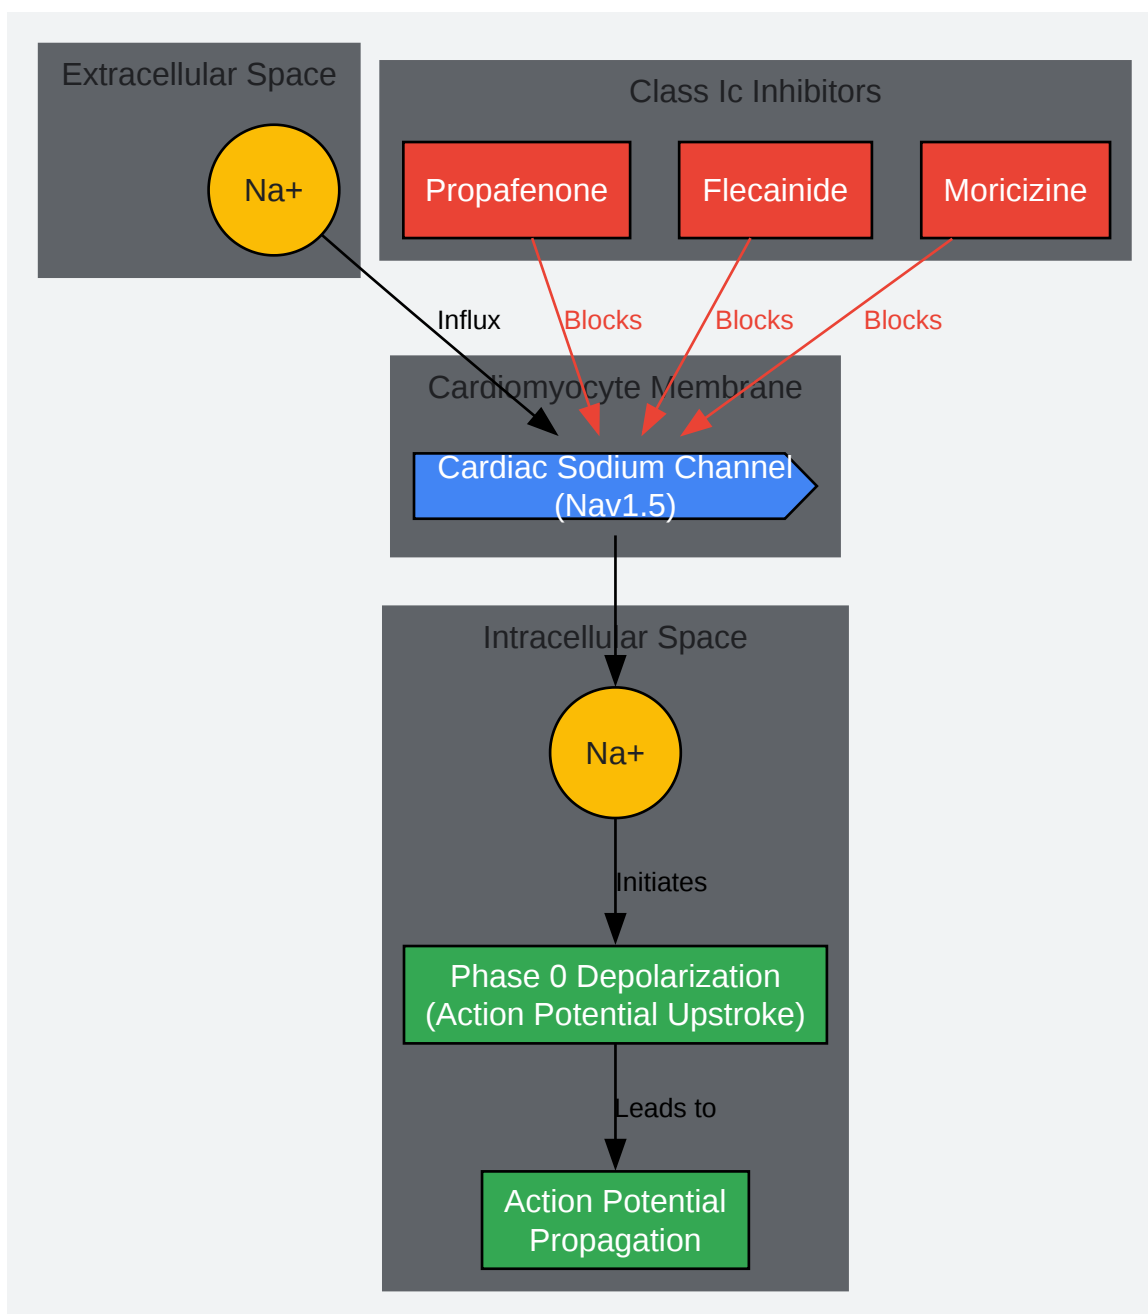 Extracellular Space
Na+
Class Ic Inhibitors
Propafenone
Flecainide
Moricizine
Influx
Blocks
Blocks
Blocks
Cardiomyocyte Membrane
Cardiac Sodium Channel
(Nav1.5)
Intracellular Space
Na+
Initiates
Phase 0 Depolarization
(Action Potential Upstroke)
Leads to
Action Potential
Propagation